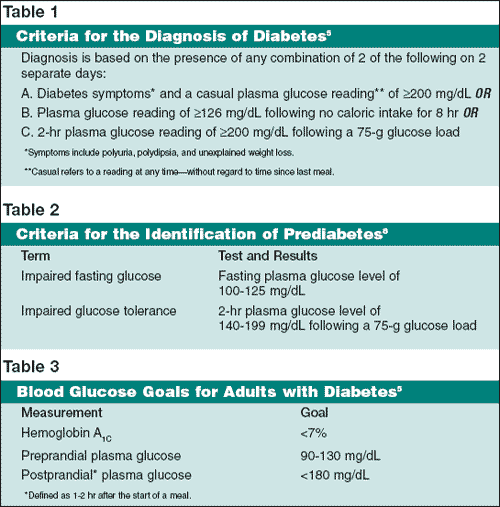 Table 1
Criteria for the Diagnosis of Diabetes⁵
Diagnosis is based on the presence of any combination of 2 of the following on 2
separate days:
A. Diabetes symptoms* and a casual plasma glucose reading** of ≥200 mg/dL OR
B. Plasma glucose reading of ≥126 mg/dL following no caloric intake for 8 hr OR
C. 2-hr plasma glucose reading of ≥200 mg/dL following a 75-g glucose load
*Symptoms include polyuria, polydipsia, and unexplained weight loss.
**Casual refers to a reading at any time—without regard to time since last meal.
Table 2
Criteria for the Identification of Prediabetes⁶
Term Test and Results
Impaired fasting glucose Fasting plasma glucose level of
100-125 mg/dL
Impaired glucose tolerance 2-hr plasma glucose level of
140-199 mg/dL following a 75-g glucose load
Table 3
Blood Glucose Goals for Adults with Diabetes⁵
Measurement Goal
Hemoglobin A1C <7%
Preprandial plasma glucose 90-130 mg/dL
Postprandial* plasma glucose <180 mg/dL
*Defined as 1-2 hr after the start of a meal.